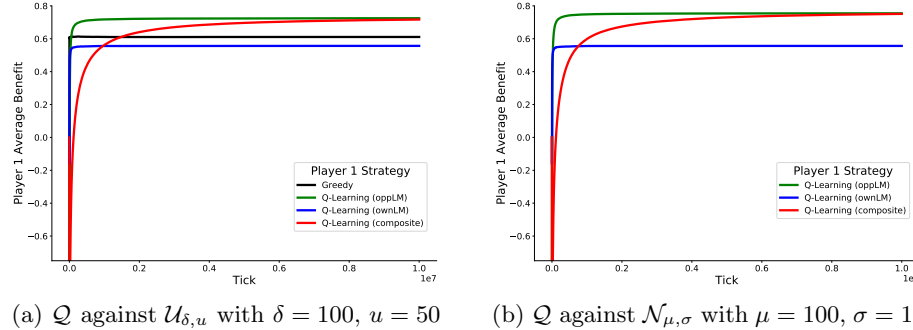 0.8
0.6
0.4
0.2
0.0
−0.2
−0.4
−0.6
Player 1 Average Benefit
Player 1 Strategy
Greedy
Q-Learning (oppLM)
Q-Learning (ownLM)
Q-Learning (composite)
0.0 0.2 0.4 0.6 0.8 1.0
1e7
Tick
(a) 𝒬 against 𝒰δ,u with δ = 100, u = 50
0.8
0.6
0.4
0.2
0.0
−0.2
−0.4
−0.6
Player 1 Average Benefit
Player 1 Strategy
Q-Learning (oppLM)
Q-Learning (ownLM)
Q-Learning (composite)
0.0 0.2 0.4 0.6 0.8 1.0
1e
Tick
(b) 𝒬 against 𝒩μ,σ with μ = 100, σ = 1